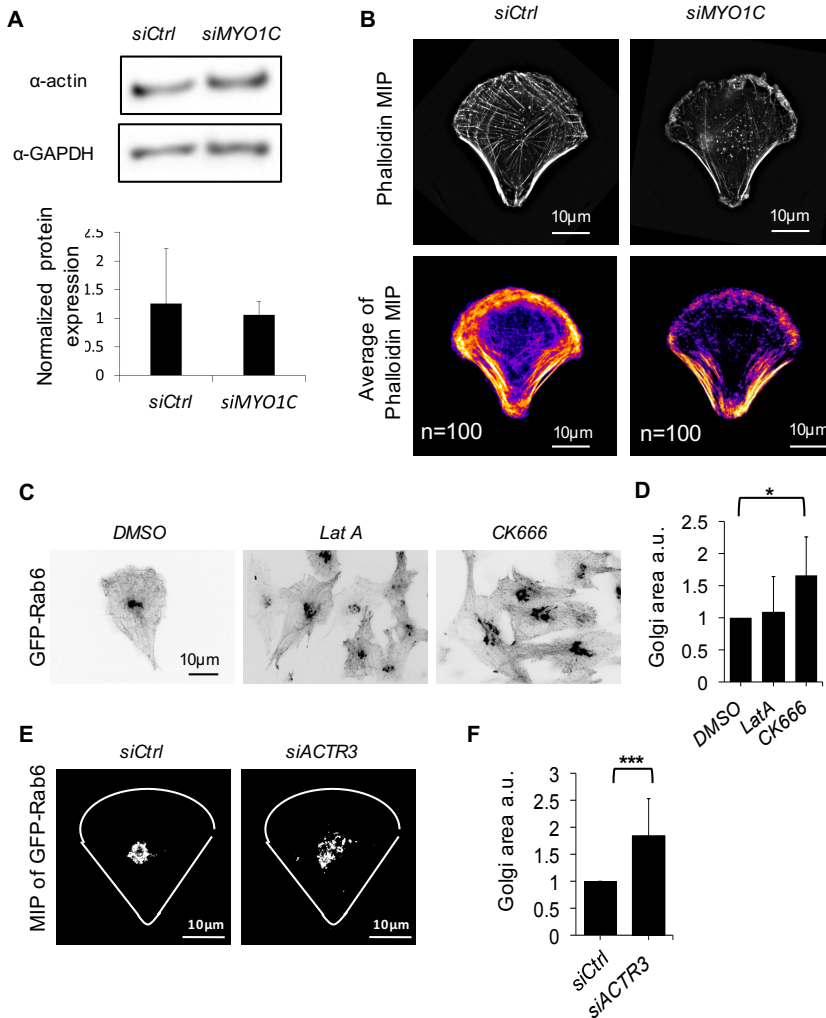 A
siCtrl siMYO1C
α-actin
α-GAPDH
Normalized protein
expression
2.5
2
1.5
1
0.5
0
siCtrl siMYO1C
B
siCtrl siMYO1C
Phalloidin MIP
10µm 10µm
Average of
Phalloidin MIP
n=100 10µm n=100 10µm
C
DMSO Lat A CK666
GFP-Rab6
10µm
D
*
Golgi area a.u.
2.5
2
1.5
1
0.5
0
DMSO LatA CK666
E
siCtrl siACTR3
MIP of GFP-Rab6
10µm 10µm
F
***
Golgi area a.u.
3
2.5
2
1.5
1
0.5
0
siCtrl siACTR3